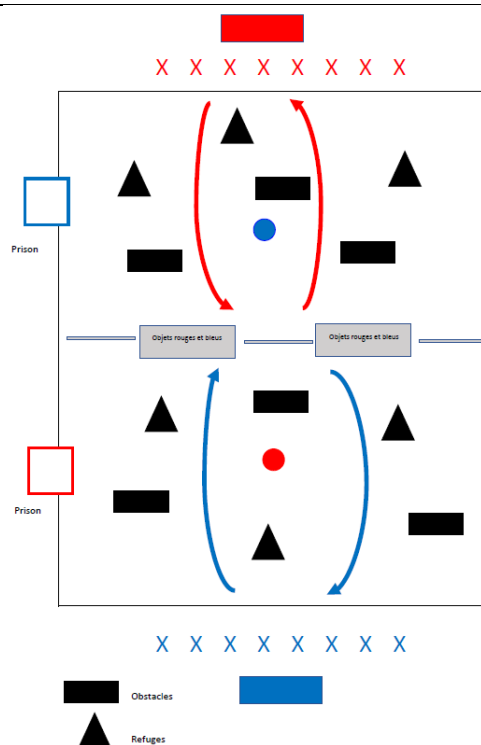 X X X X X X X X
Prison
Objets rouges et bleus Objets rouges et bleus
Prison
X X X X X X X X
Obstacles
Refuges